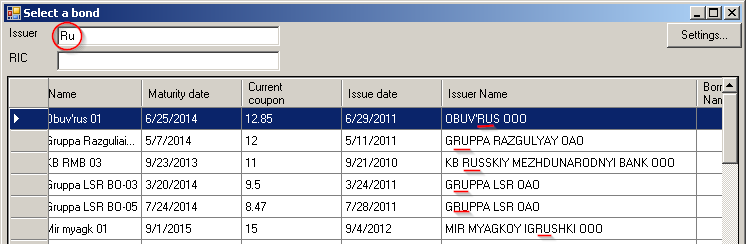 Select a bond
Issuer Ru Settings...
RIC
Name Maturity date Current coupon Issue date Issuer Name Borr Nam
Obuv'rus 01 6/25/2014 12.85 6/29/2011 OBUV'RUS OOO
Gruppa Razguliai... 5/7/2014 12 5/11/2011 GRUPPA RAZGULYAY OAO
KB RMB 03 9/23/2013 11 9/21/2010 KB RUSSKIY MEZHDUNARODNYI BANK OOO
Gruppa LSR BO-03 3/20/2014 9.5 3/24/2011 GRUPPA LSR OAO
Gruppa LSR BO-05 7/24/2014 8.47 7/28/2011 GRUPPA LSR OAO
Mir myagk 01 9/1/2015 15 9/4/2012 MIR MYAGKOY IGRUSHKI OOO